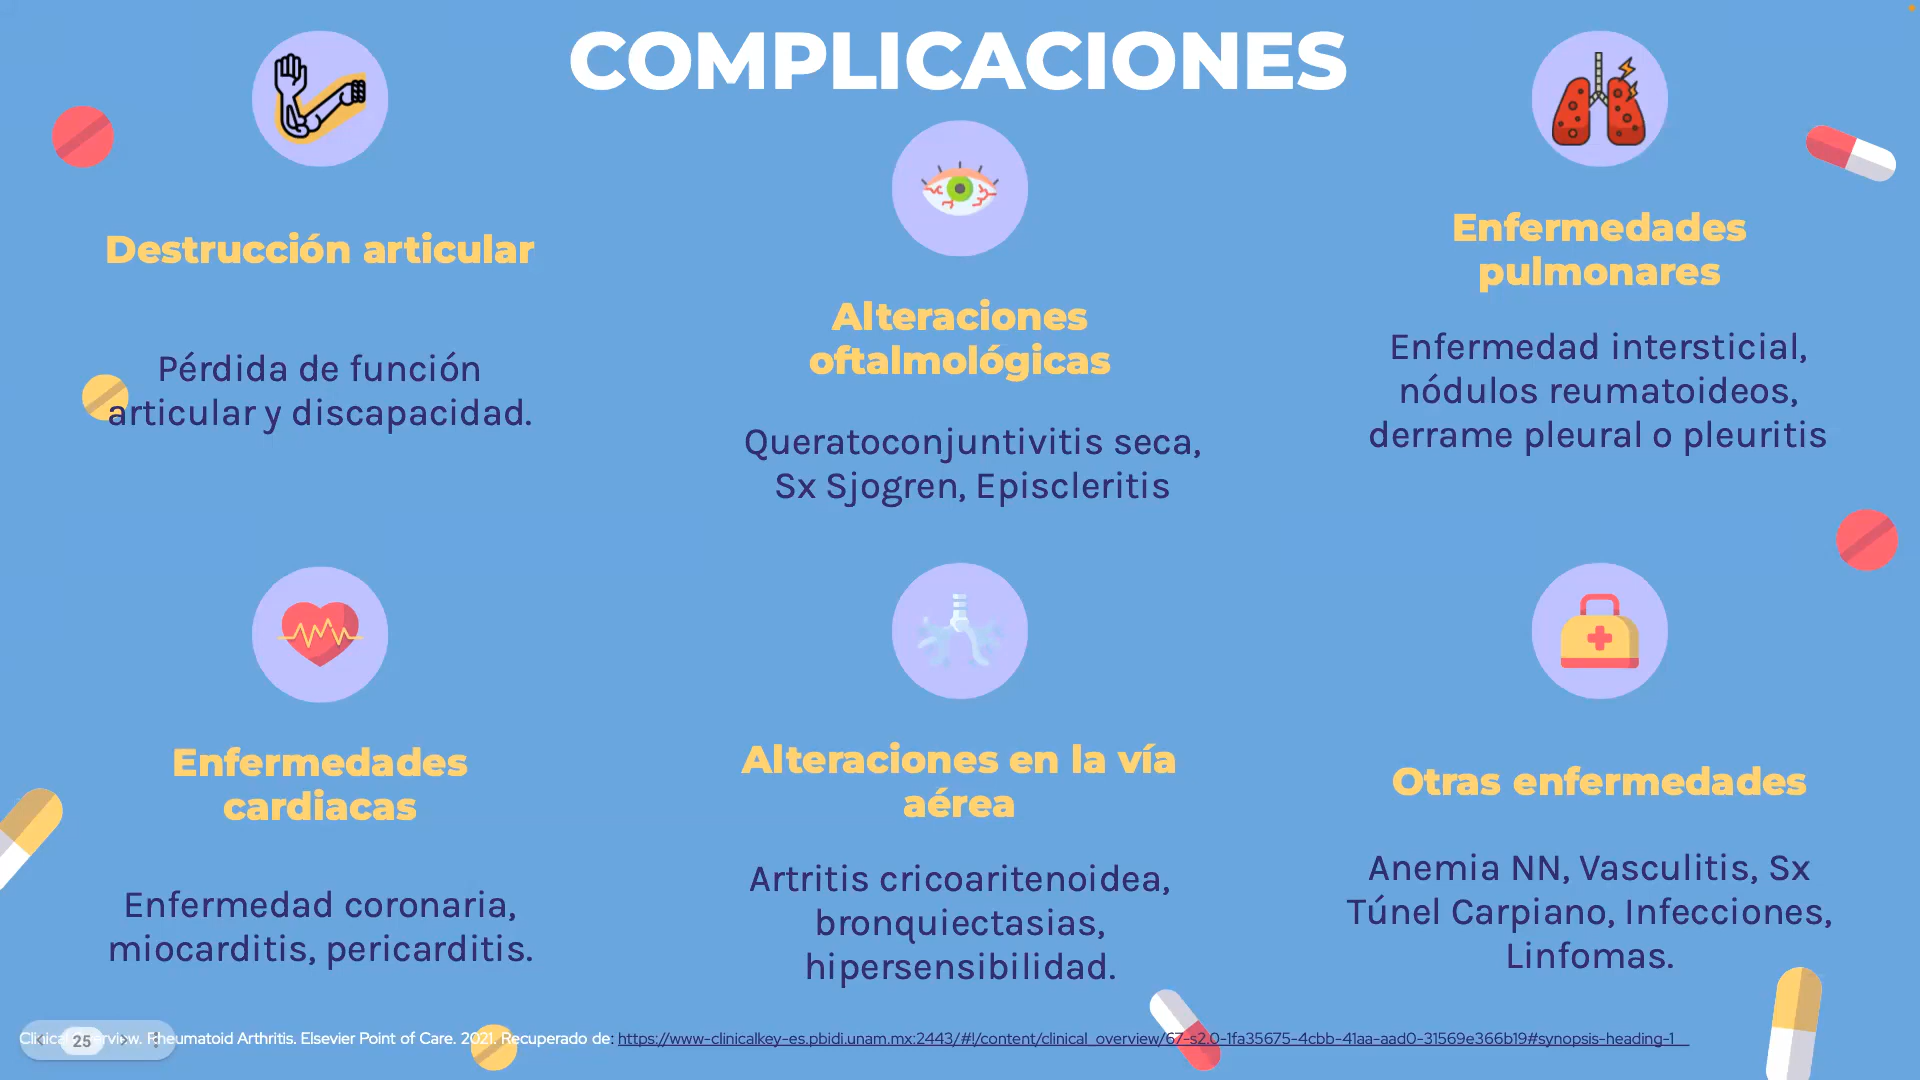 COMPLICACIONES
Destrucción articular
Pérdida de función
articular y discapacidad.
Alteraciones
oftalmológicas
Queratoconjuntivitis seca,
Sx Sjogren, Episcleritis
Enfermedades
pulmonares
Enfermedad intersticial,
nódulos reumatoideos,
derrame pleural o pleuritis
Enfermedades
cardiacas
Enfermedad coronaria,
miocarditis, pericarditis.
Alteraciones en la vía
aérea
Artritis cricoaritenoidea,
bronquiectasias,
hipersensibilidad.
Otras enfermedades
Anemia NN, Vasculitis, Sx
Túnel Carpiano, Infecciones,
Linfomas.
Rheumatoid Arthritis. Elsevier Point of Care. 2021. Recuperado de: https://www-clinicalkey-es.pbidi.unam.mx:2443/#!/content/clinical_overview/67-s2.0-1fa35675-4cbb-41aa-aad0-31569e366b19#synopsis-heading-1
25